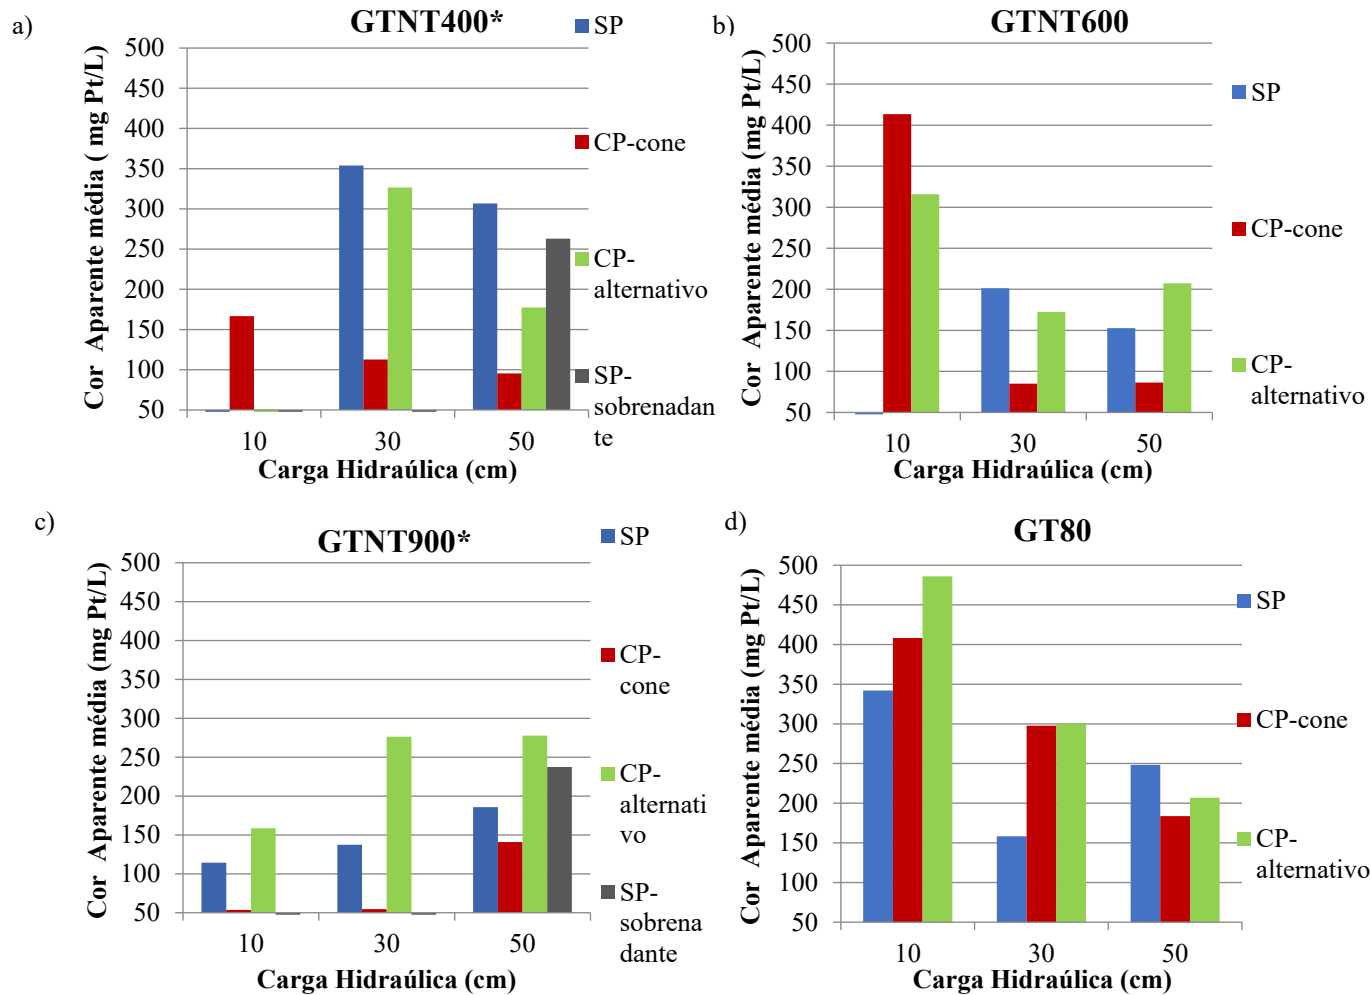 a)
GTNT400*
Cor Aparente média ( mg Pt/L)
500
450
400
350
300
250
200
150
100
50
10
30
50
Carga Hidraúlica (cm)
SP
CP-cone
CP-
alternativo
SP-
sobrenadan
te
b)
GTNT600
Cor Aparente média (mg Pt/L)
500
450
400
350
300
250
200
150
100
50
10
30
50
Carga Hidraúlica (cm)
SP
CP-cone
CP-
alternativo
c)
GTNT900*
Cor Aparente média (mg Pt/L)
500
450
400
350
300
250
200
150
100
50
10
30
50
Carga Hidraúlica (cm)
SP
CP-
cone
CP-
alternati
vo
SP-
sobrena
dante
d)
GT80
Cor Aparente média (mg Pt/L)
500
450
400
350
300
250
200
150
100
50
10
30
50
Carga Hidraúlica (cm)
SP
CP-cone
CP-
alternativo